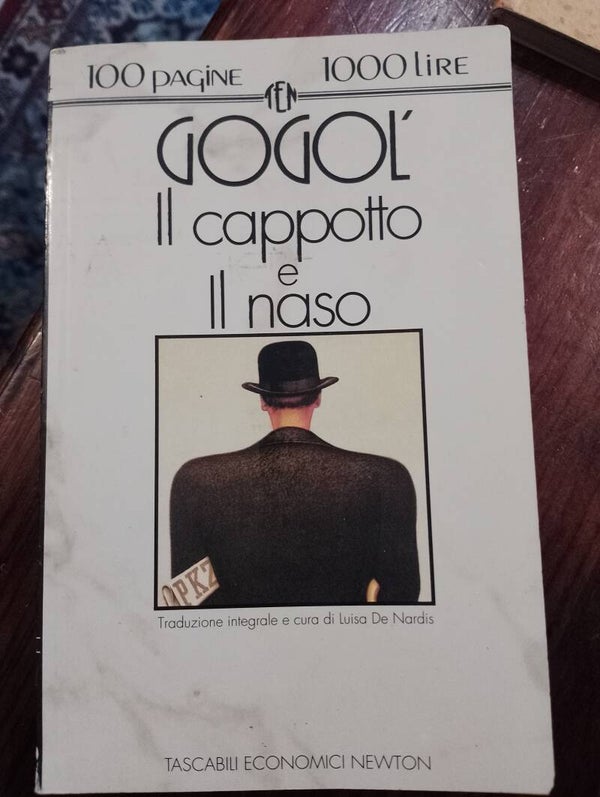 100 PAGINE 1000 LIRE
TEN
GOGOL'
Il cappotto
e
Il naso
OPKZ
Traduzione integrale e cura di Luisa De Nardis
TASCABILI ECONOMICI NEWTON